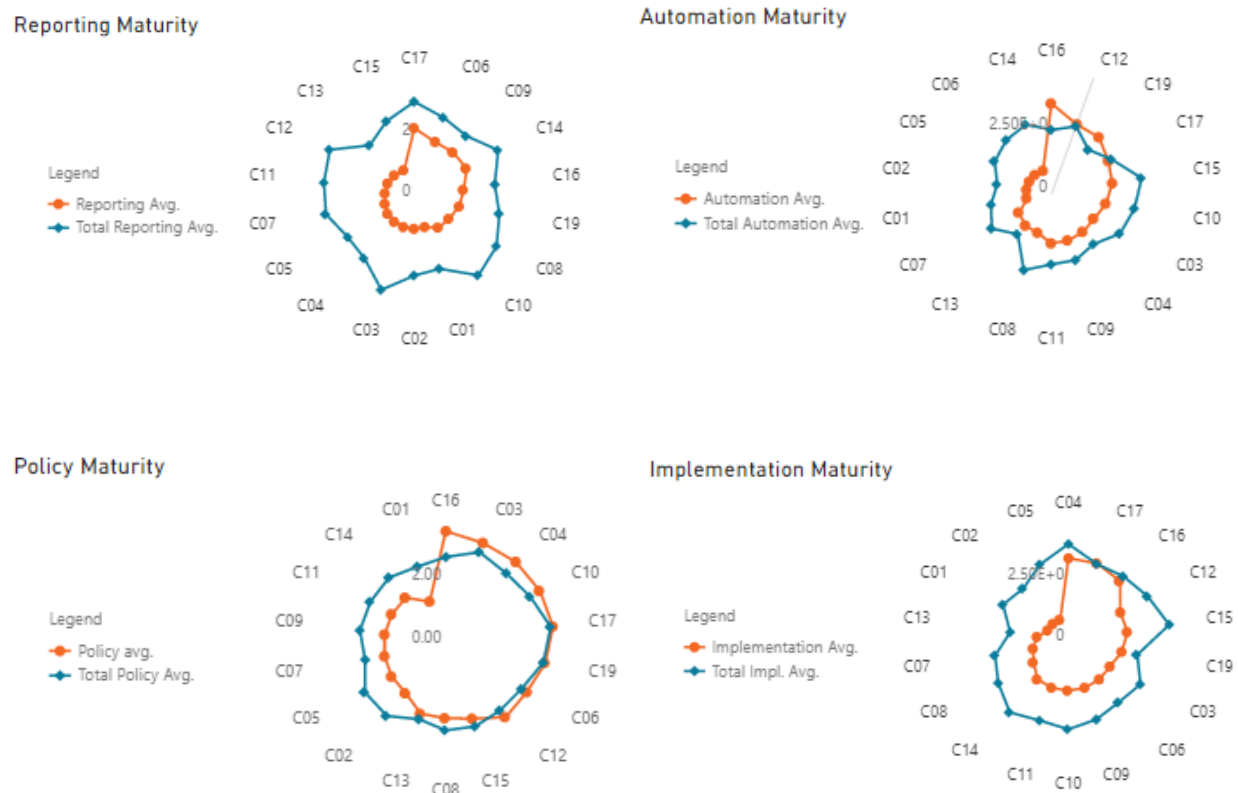 Reporting Maturity
C17
C15
C06
C13
C09
C12
C14
C11
C16
C07
C19
C05
C08
C04
C10
C03
C01
C02
2
0
Legend
Reporting Avg.
Total Reporting Avg.
Automation Maturity
C16
C14
C12
C06
C19
C05
C17
C02
C15
C01
C10
C07
C03
C13
C04
C08
C09
C11
2.50E+0
0
Legend
Automation Avg.
Total Automation Avg.
Policy Maturity
C16
C01
C03
C14
C04
C11
C10
C09
C17
C07
C19
C05
C06
C02
C12
C13
C15
C08
2.00
0.00
Legend
Policy avg.
Total Policy Avg.
Implementation Maturity
C04
C05
C17
C02
C16
C01
C12
C13
C15
C07
C19
C08
C03
C14
C06
C11
C09
C10
2.50E+0
0
Legend
Implementation Avg.
Total Impl. Avg.